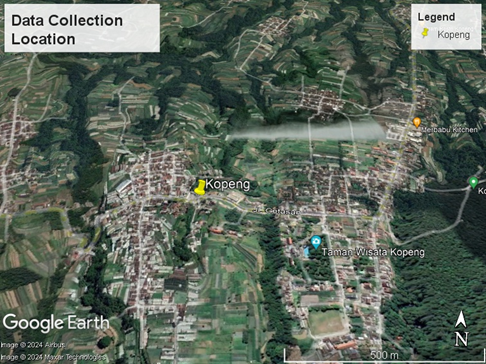 Data Collection
Location
Legend
Kopeng
Merbabu Kitchen
Kopeng
Ko
Taman Wisata Kopeng
Google Earth
Image © 2024 Airbus
Image © 2024 Maxar Technologies
500 m
N